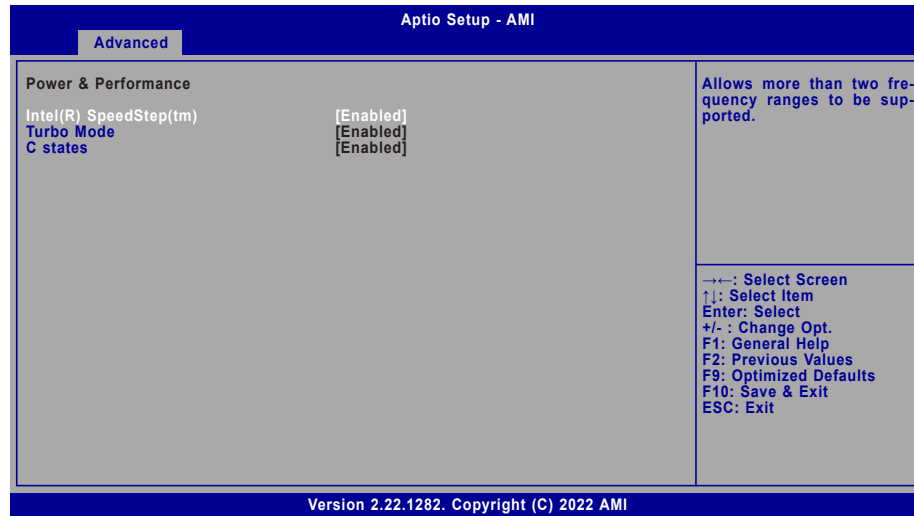 Aptio Setup - AMI
Advanced
Power & Performance
Intel(R) SpeedStep(tm) [Enabled]
Turbo Mode [Enabled]
C states [Enabled]
Allows more than two fre-
quency ranges to be sup-
ported.
→←: Select Screen
↑↓: Select Item
Enter: Select
+/- : Change Opt.
F1: General Help
F2: Previous Values
F9: Optimized Defaults
F10: Save & Exit
ESC: Exit
Version 2.22.1282. Copyright (C) 2022 AMI